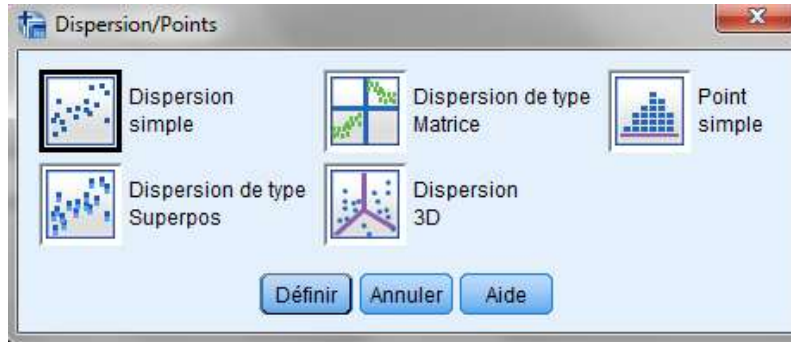 Dispersion/Points
Dispersion
simple
Dispersion de type
Matrice
Point
simple
Dispersion de type
Superpos
Dispersion
3D
Définir
Annuler
Aide